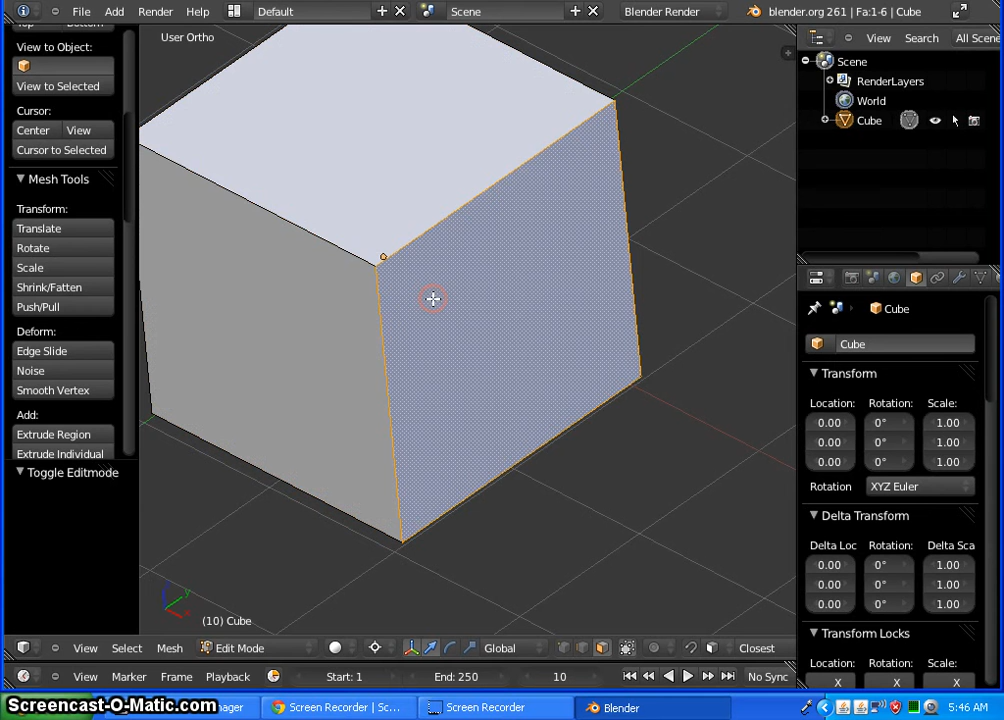 File Add Render Help Default Scene Blender Render blender.org 261 | Fa:1-6 | Cube
User Ortho
View to Object:
View to Selected
Cursor:
Center View
Cursor to Selected
Mesh Tools
Transform:
Translate
Rotate
Scale
Shrink/Fatten
Push/Pull
Deform:
Edge Slide
Noise
Smooth Vertex
Add:
Extrude Region
Extrude Individual
Toggle Editmode
(10) Cube
View Select Mesh Edit Mode Global Closest
View Marker Frame Playback Start: 1 End: 250 10 No Sync
View Search All Scene
Scene
RenderLayers
World
Cube
Cube
Cube
Transform
Location: Rotation: Scale:
0.00 0° 1.00
0.00 0° 1.00
0.00 0° 1.00
Rotation XYZ Euler
Delta Transform
Delta Loc Rotation: Delta Sca
0.00 0° 1.00
0.00 0° 1.00
0.00 0° 1.00
Transform Locks
Location: Rotation: Scale:
X X X
Screencast-O-Matic.com nager Screen Recorder | Sc... Screen Recorder Blender 5:46 AM